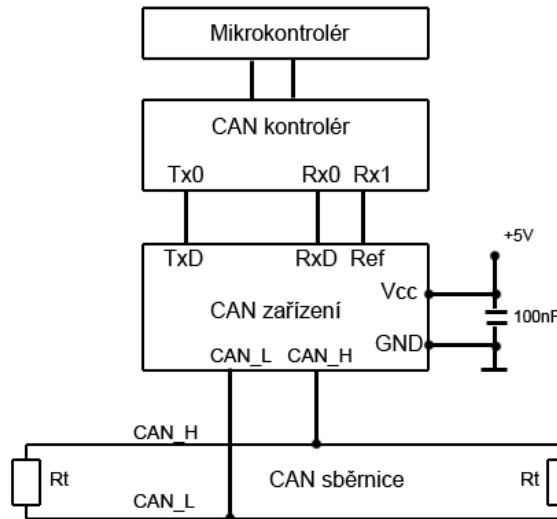 Mikrokontrolér
CAN kontrolér
Tx0 Rx0 Rx1
TxD RxD Ref
+5V
Vcc
CAN zařízení
100nF
GND
CAN_L CAN_H
CAN_H
Rt CAN sběrnice Rt
CAN_L